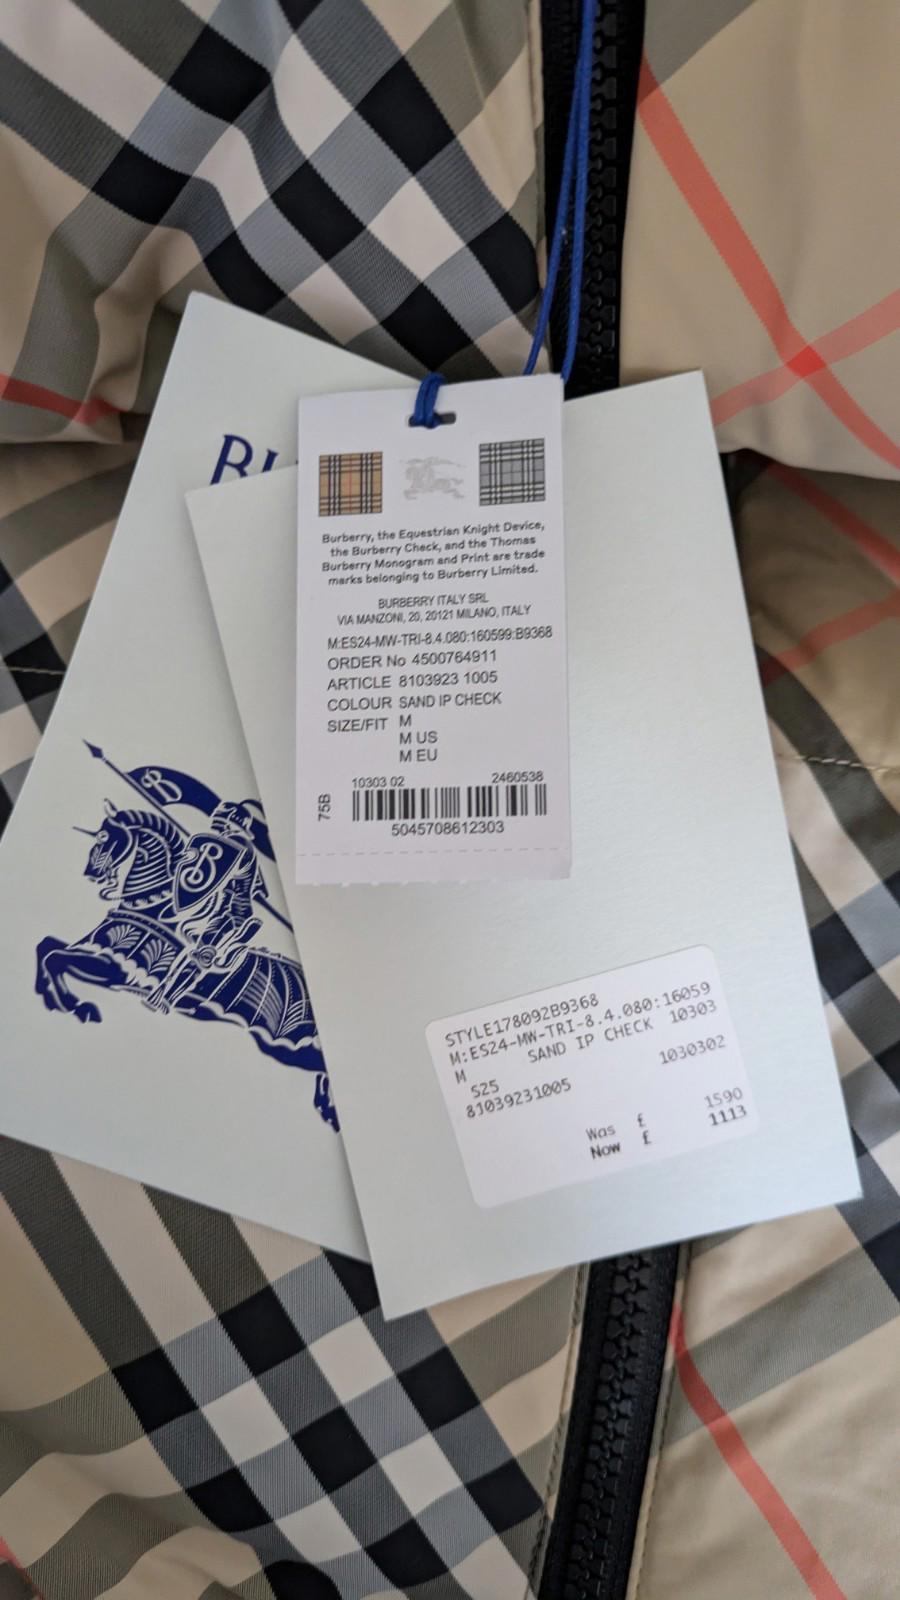 BU
B
B
Burberry, the Equestrian Knight Device,
the Burberry Check, and the Thomas
Burberry Monogram and Print are trade
marks belonging to Burberry Limited.
BURBERRY ITALY SRL
VIA MANZONI, 20, 20121 MILANO, ITALY
M:ES24-MW-TRI-8.4.080:160599:B9368
ORDER No 4500764911
ARTICLE 8103923 1005
COLOUR SAND IP CHECK
SIZE/FIT M
M US
M EU
10303 02 2460538
75B
5045708612303
STYLE178092B9368
M:ES24-MW-TRI-8.4.080:16059
M SAND IP CHECK 10303
S25 1030302
81039231005
Was £ 1590
Now £ 1113